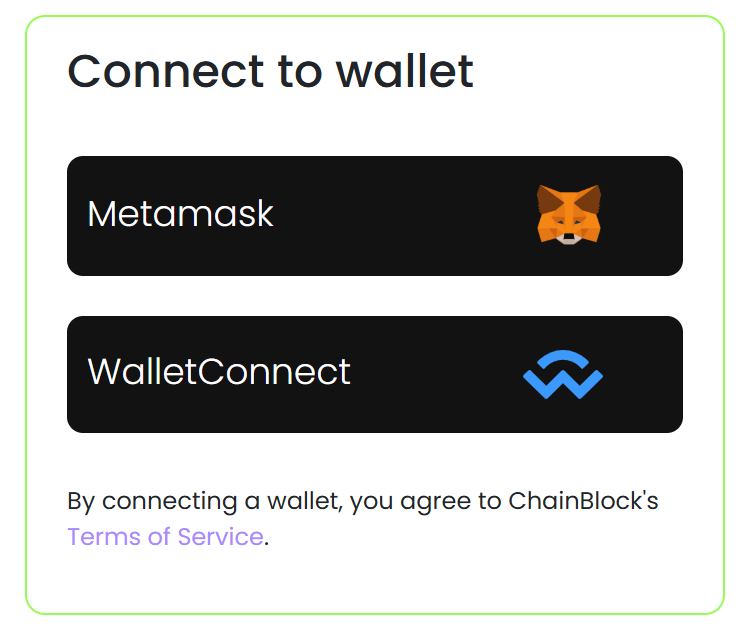 Connect to wallet
Metamask
WalletConnect
By connecting a wallet, you agree to ChainBlock's
Terms of Service.